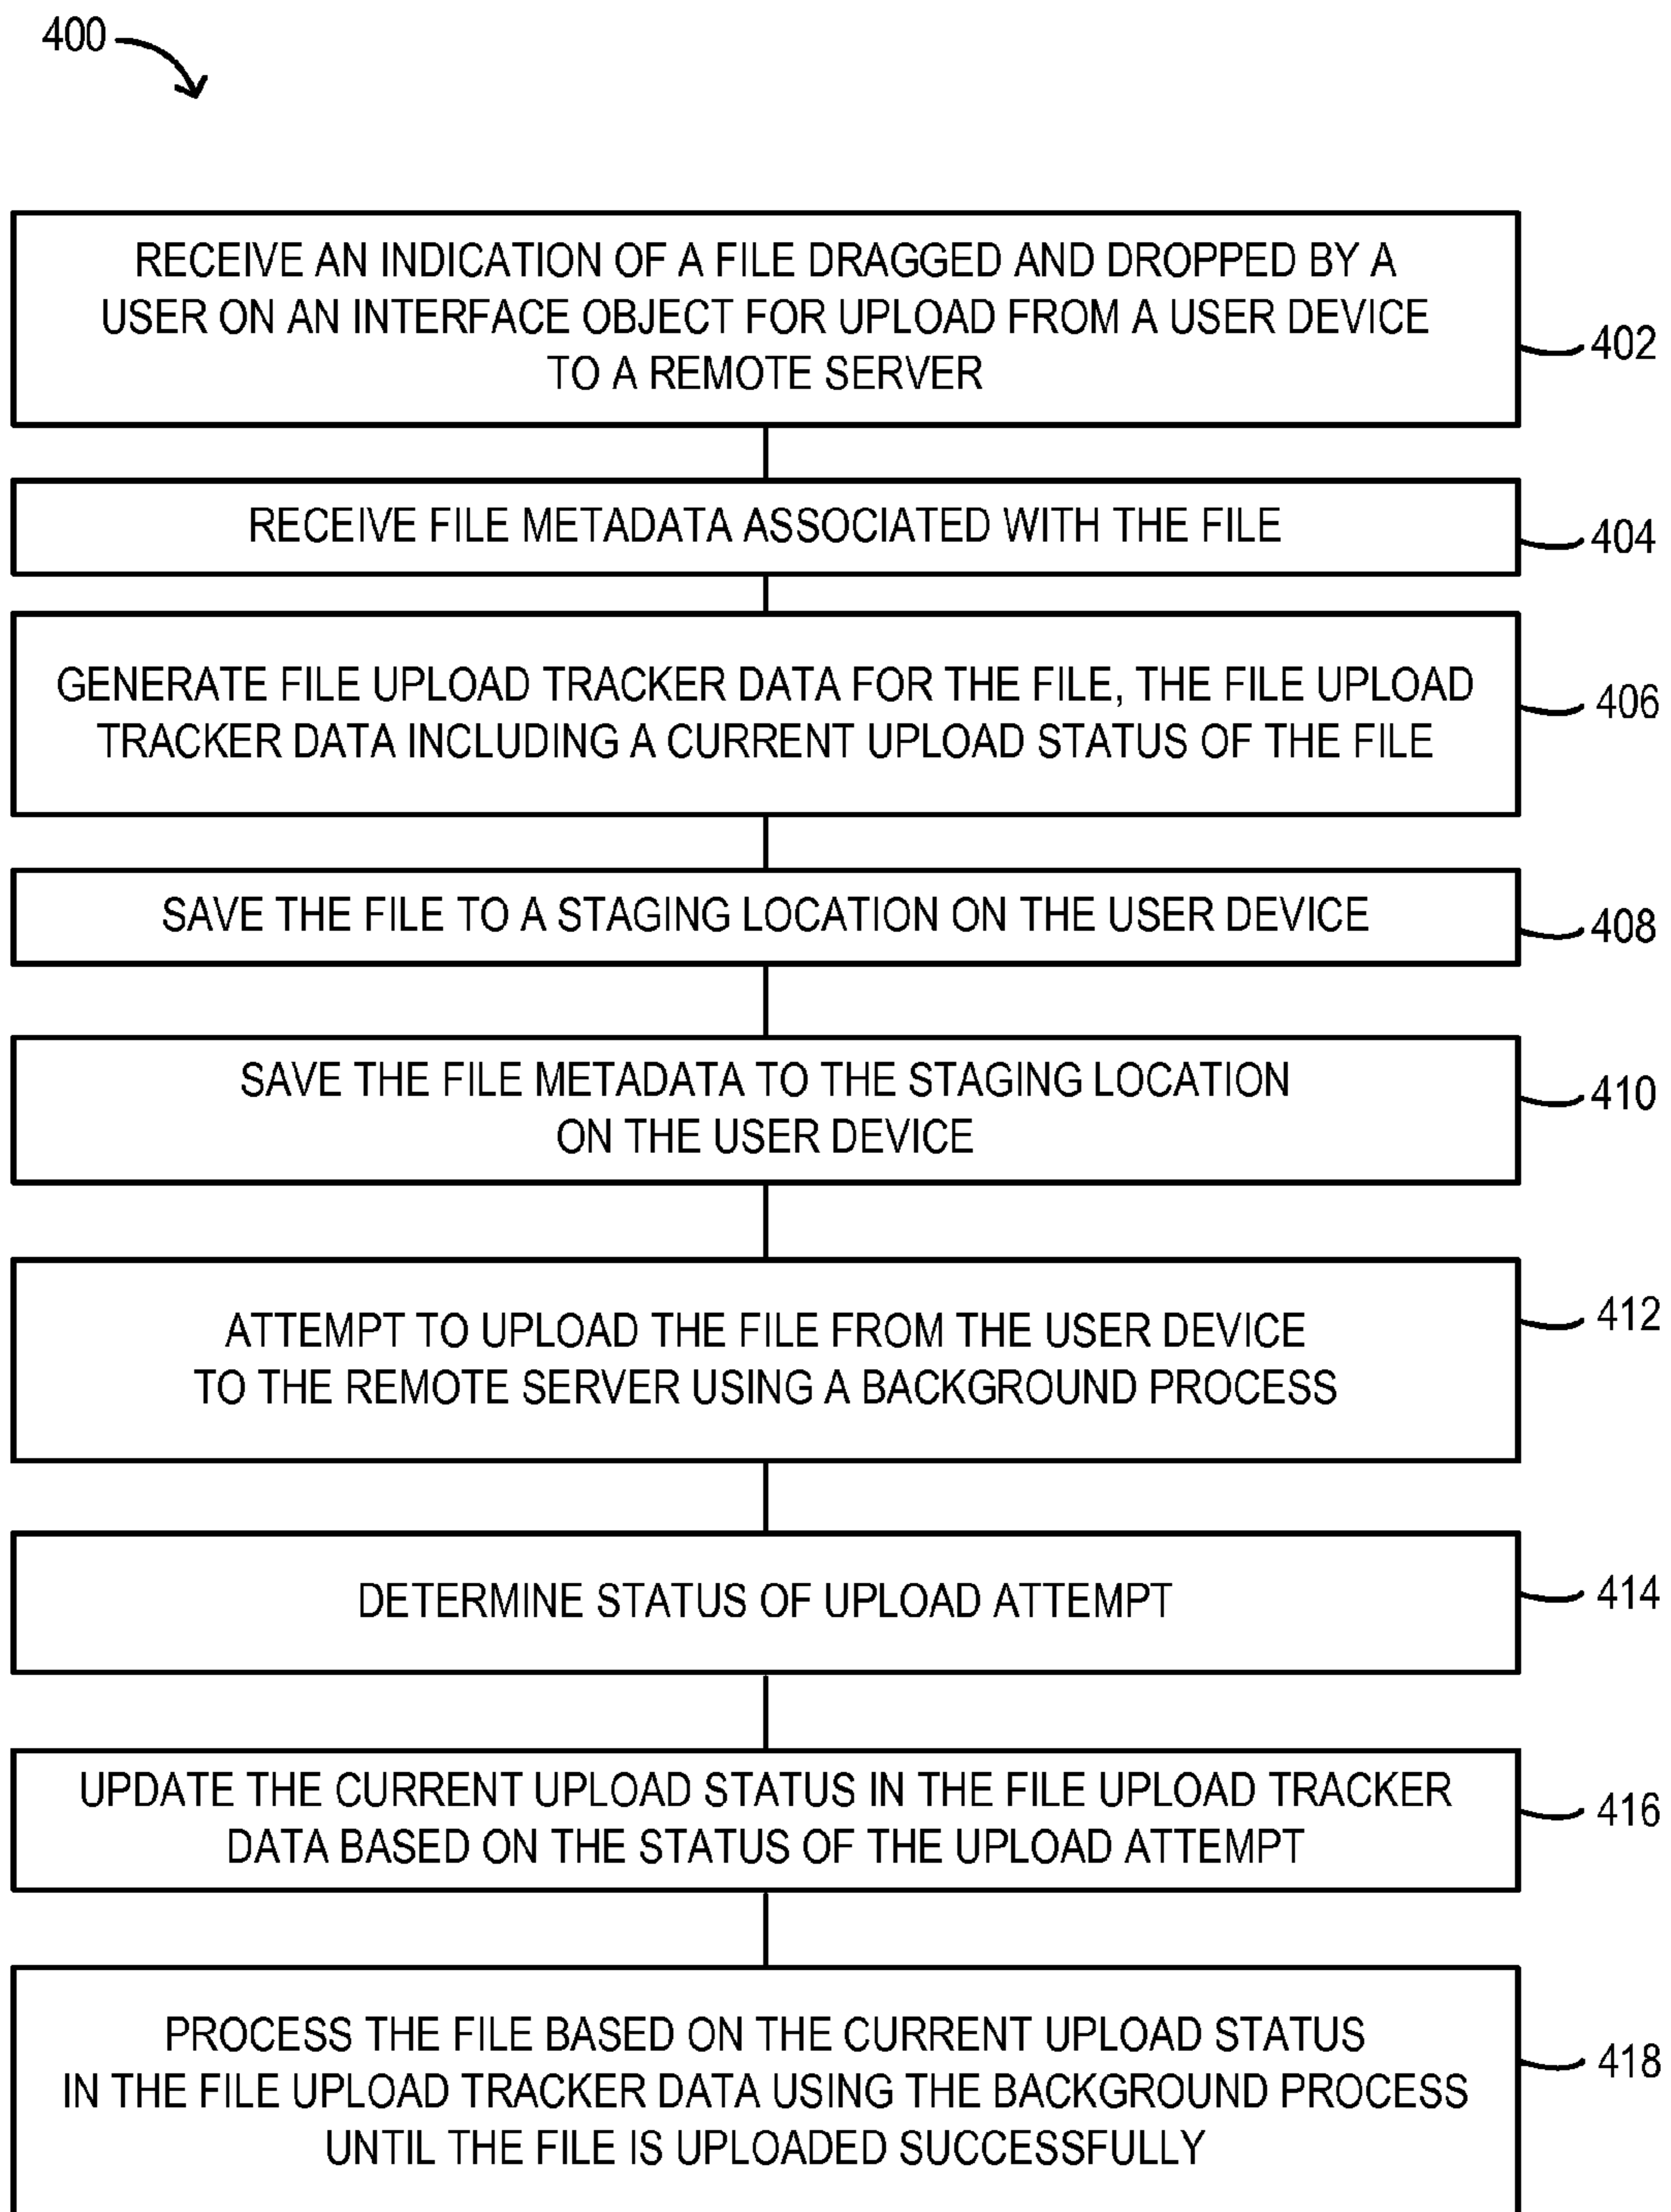 400
RECEIVE AN INDICATION OF A FILE DRAGGED AND DROPPED BY A
USER ON AN INTERFACE OBJECT FOR UPLOAD FROM A USER DEVICE
TO A REMOTE SERVER
402
RECEIVE FILE METADATA ASSOCIATED WITH THE FILE
404
GENERATE FILE UPLOAD TRACKER DATA FOR THE FILE, THE FILE UPLOAD
TRACKER DATA INCLUDING A CURRENT UPLOAD STATUS OF THE FILE
406
SAVE THE FILE TO A STAGING LOCATION ON THE USER DEVICE
408
SAVE THE FILE METADATA TO THE STAGING LOCATION
ON THE USER DEVICE
410
ATTEMPT TO UPLOAD THE FILE FROM THE USER DEVICE
TO THE REMOTE SERVER USING A BACKGROUND PROCESS
412
DETERMINE STATUS OF UPLOAD ATTEMPT
414
UPDATE THE CURRENT UPLOAD STATUS IN THE FILE UPLOAD TRACKER
DATA BASED ON THE STATUS OF THE UPLOAD ATTEMPT
416
PROCESS THE FILE BASED ON THE CURRENT UPLOAD STATUS
IN THE FILE UPLOAD TRACKER DATA USING THE BACKGROUND PROCESS
UNTIL THE FILE IS UPLOADED SUCCESSFULLY
418